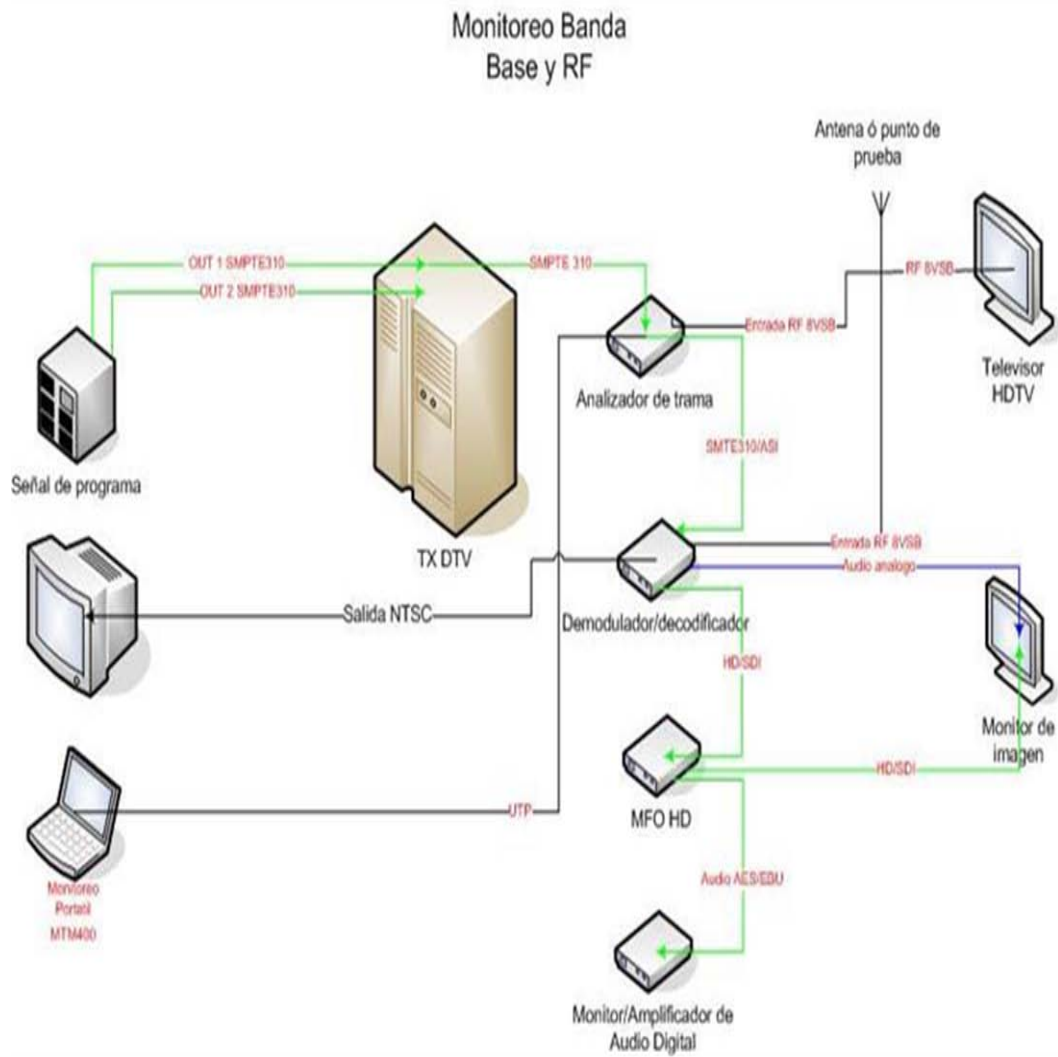 Monitoreo Banda
Base y RF
Antena ó punto de
prueba
OUT 1 SMPTE310
SMPTE 310
RF 8VSB
OUT 2 SMPTE310
Entrada RF 8VSB
Televisor
HDTV
Analizador de trama
SMTE310/ASI
Señal de programa
TX DTV
Entrada RF 8VSB
Audio analogo
Salida NTSC
Demodulador/decodificador
HD/SDI
Monitor de
imagen
HD/SDI
UTP
MFO HD
Monitoreo
Portatil
MTM400
Audio AES/EBU
Monitor/Amplificador de
Audio Digital